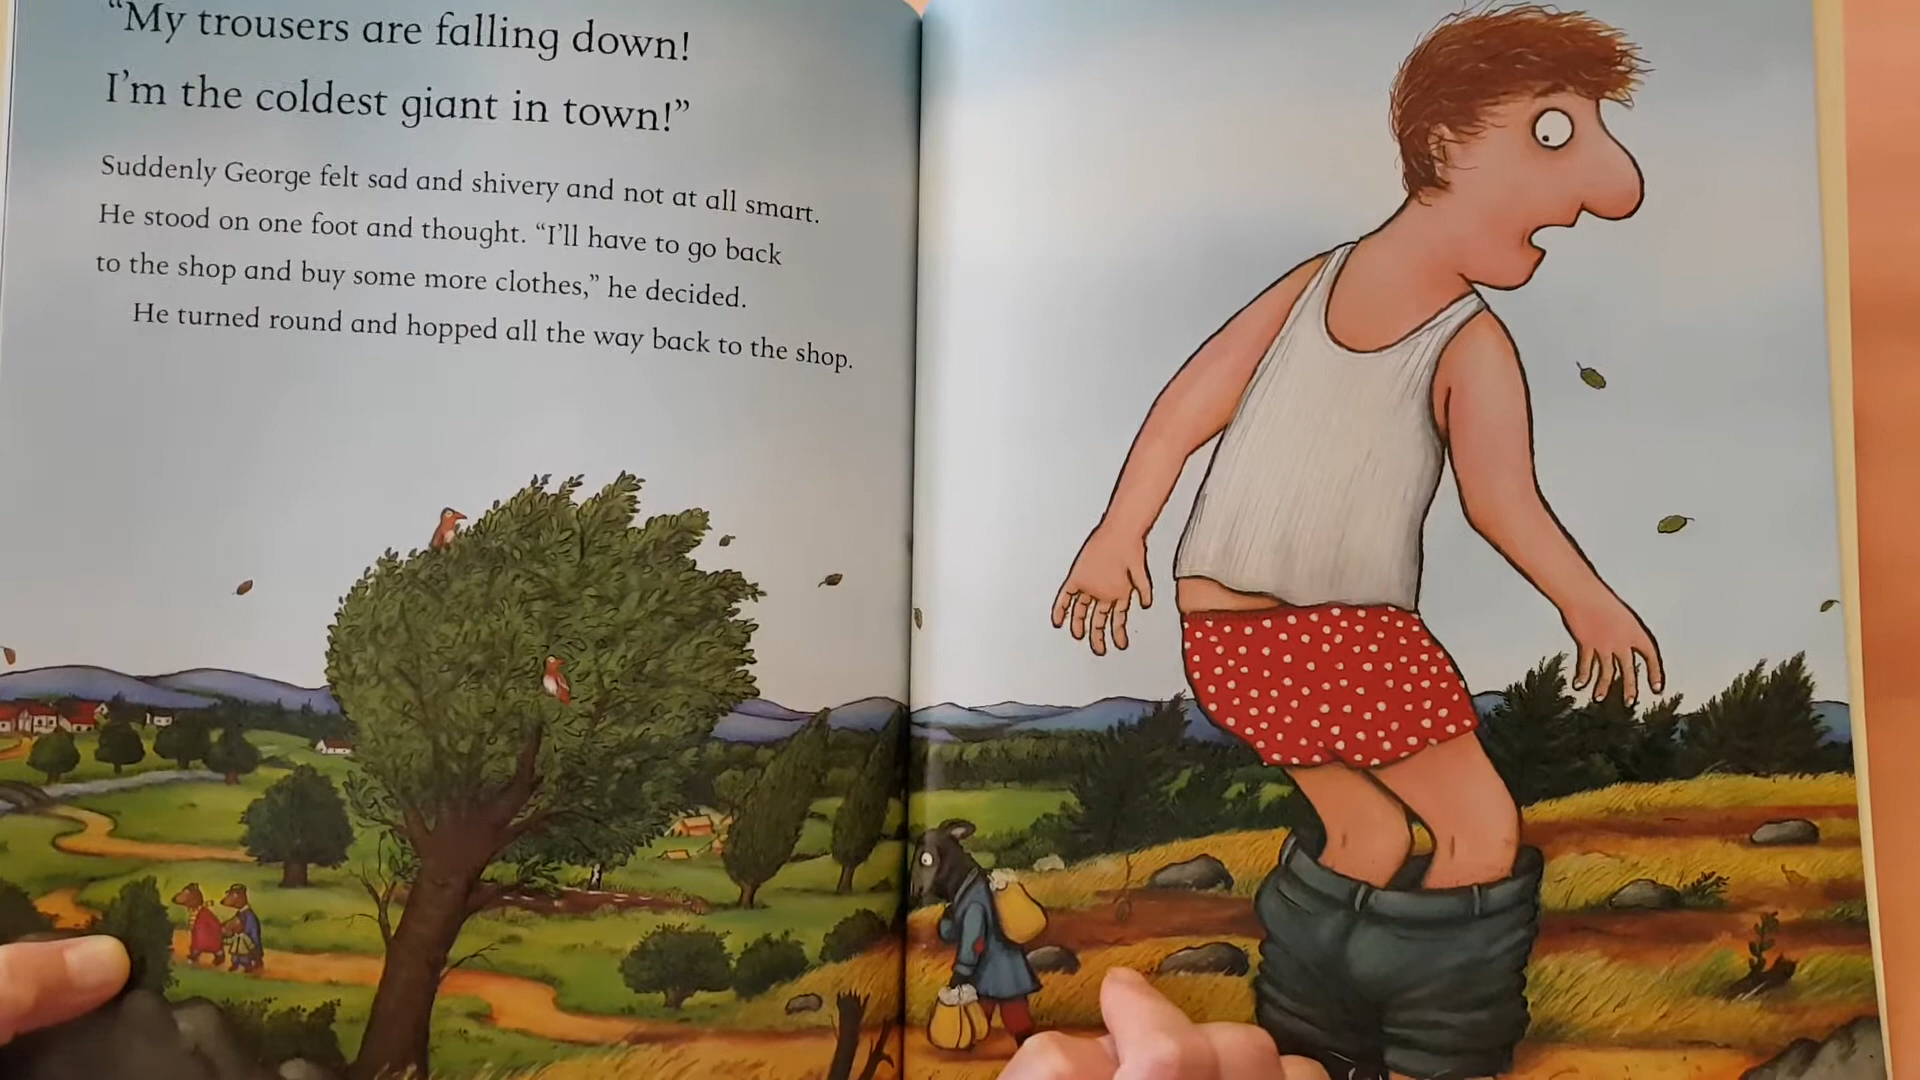 “My trousers are falling down!
I’m the coldest giant in town!”
Suddenly George felt sad and shivery and not at all smart.
He stood on one foot and thought. “I’ll have to go back
to the shop and buy some more clothes,” he decided.
He turned round and hopped all the way back to the shop.